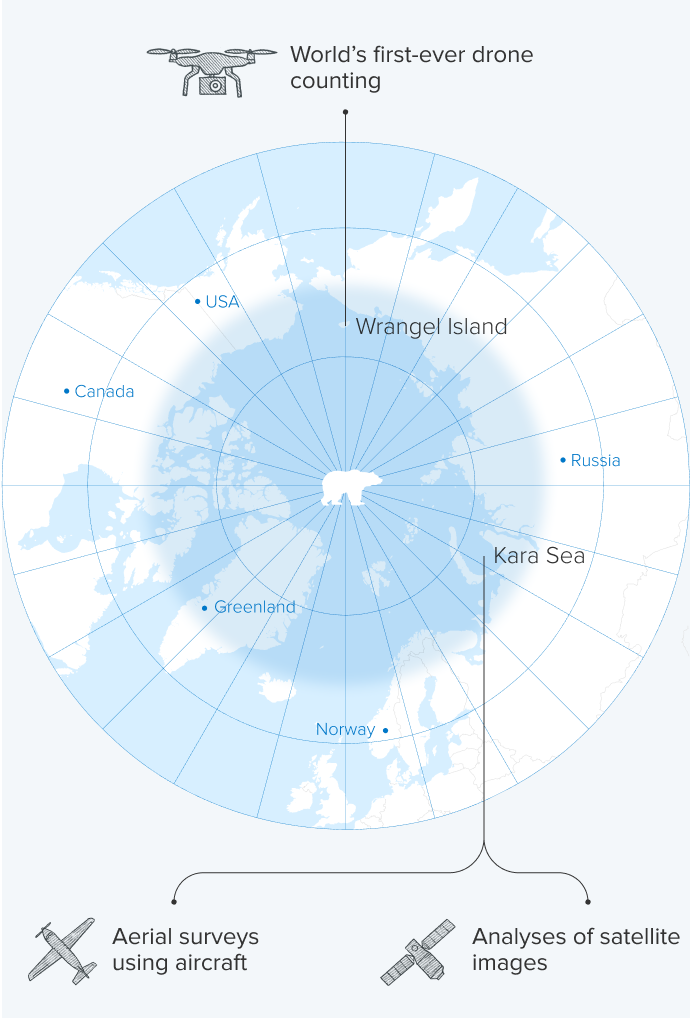 World’s first-ever drone
counting
USA
Wrangel Island
Canada
Russia
Kara Sea
Greenland
Norway
Aerial surveys
using aircraft
Analyses of satellite
images